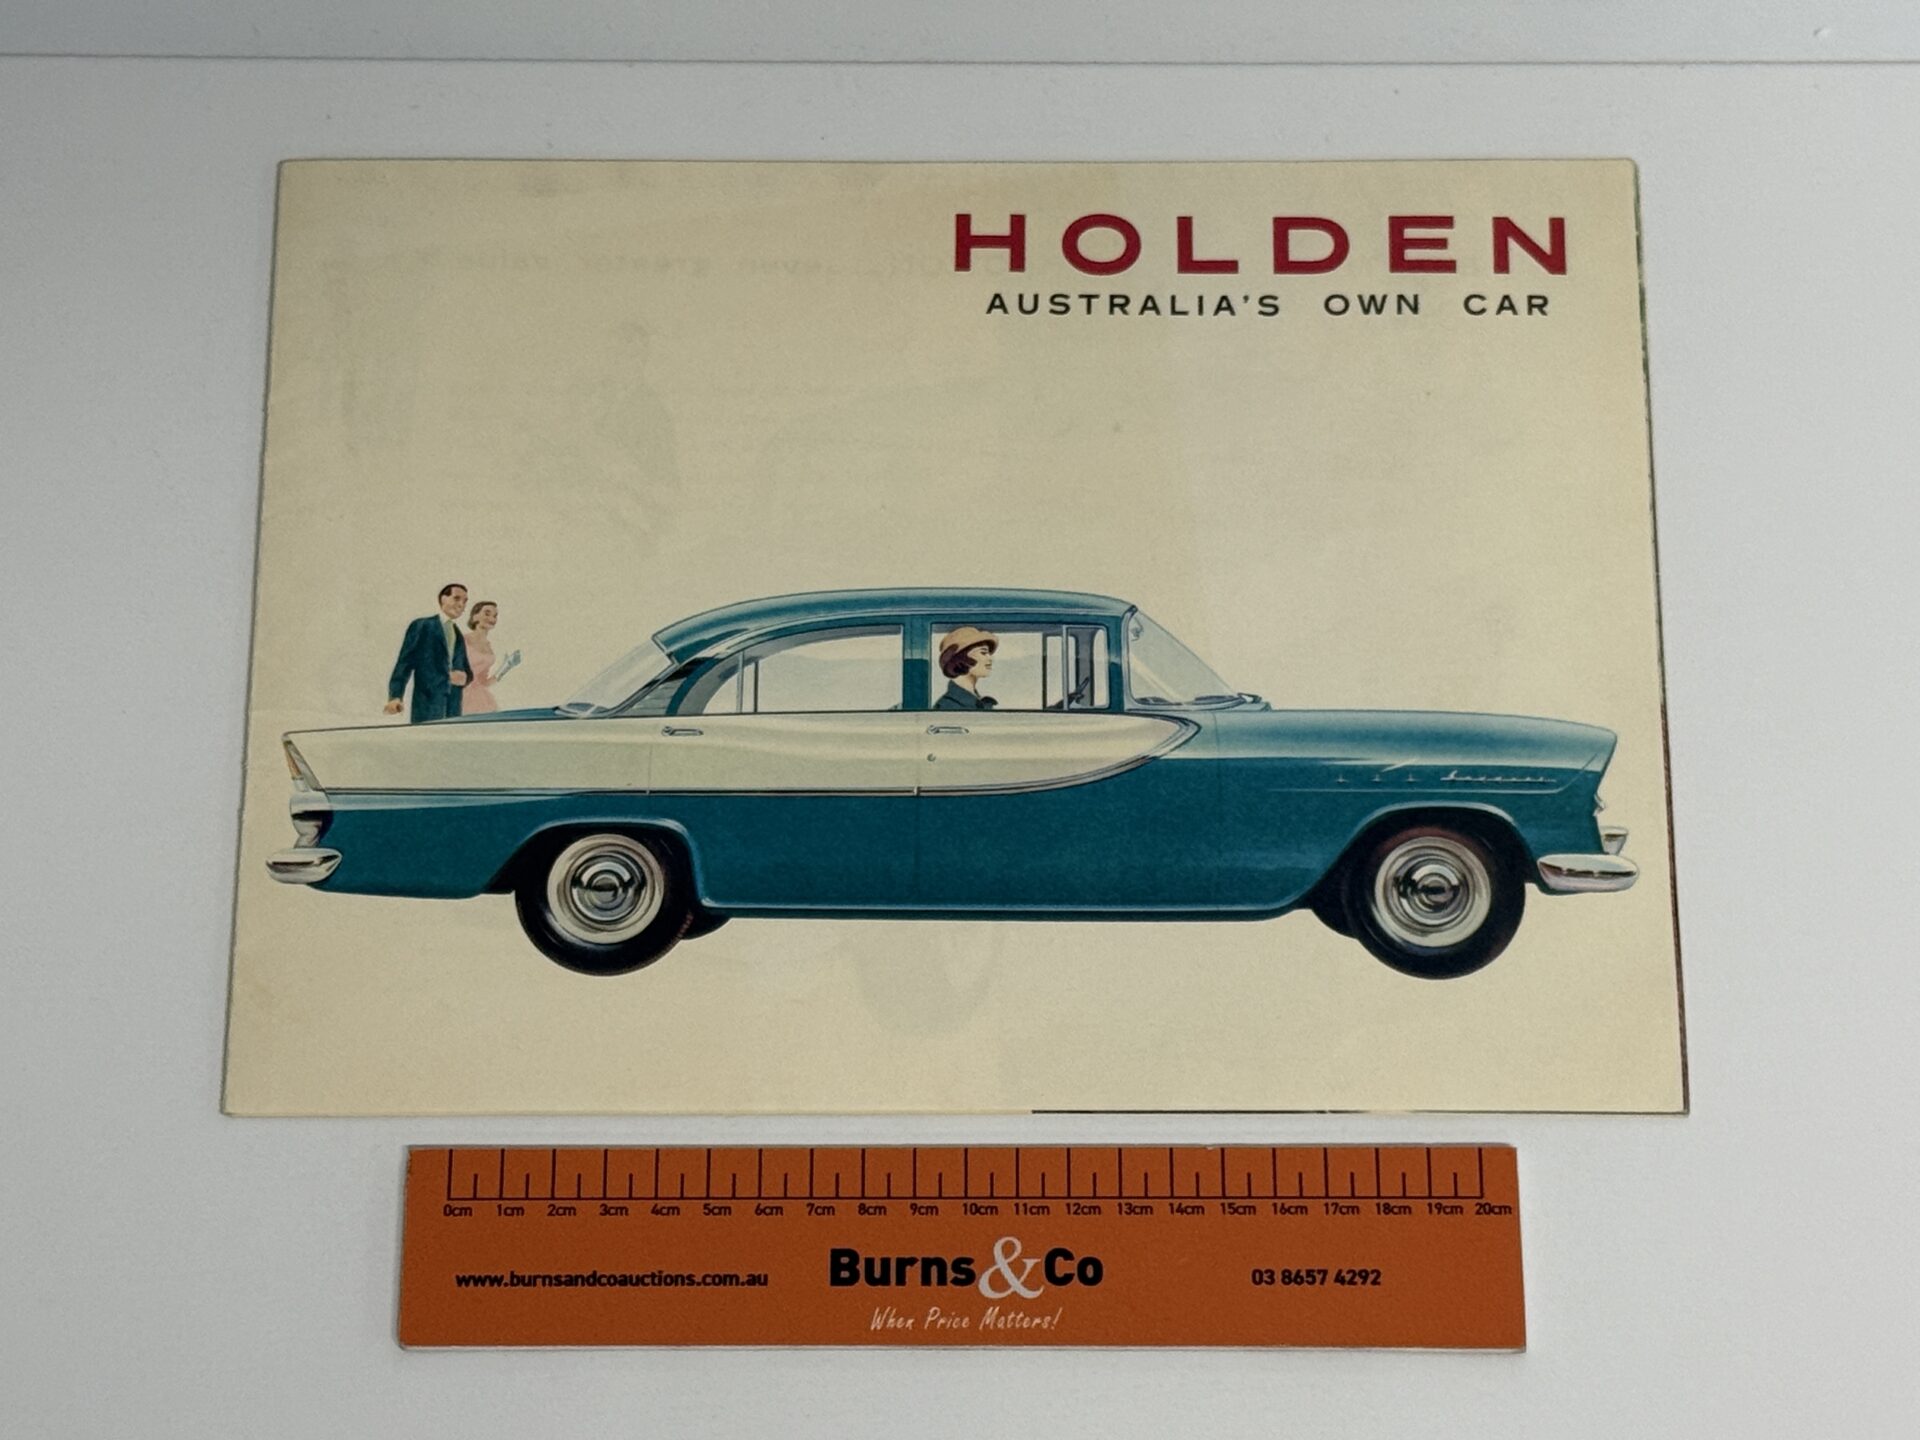 HOLDEN
AUSTRALIA'S OWN CAR
0cm 1cm 2cm 3cm 4cm 5cm 6cm 7cm 8cm 9cm 10cm 11cm 12cm 13cm 14cm 15cm 16cm 17cm 18cm 19cm 20cm
www.burnsandcoauctions.com.au
Burns&Co
03 8657 4292
When Price Matters!